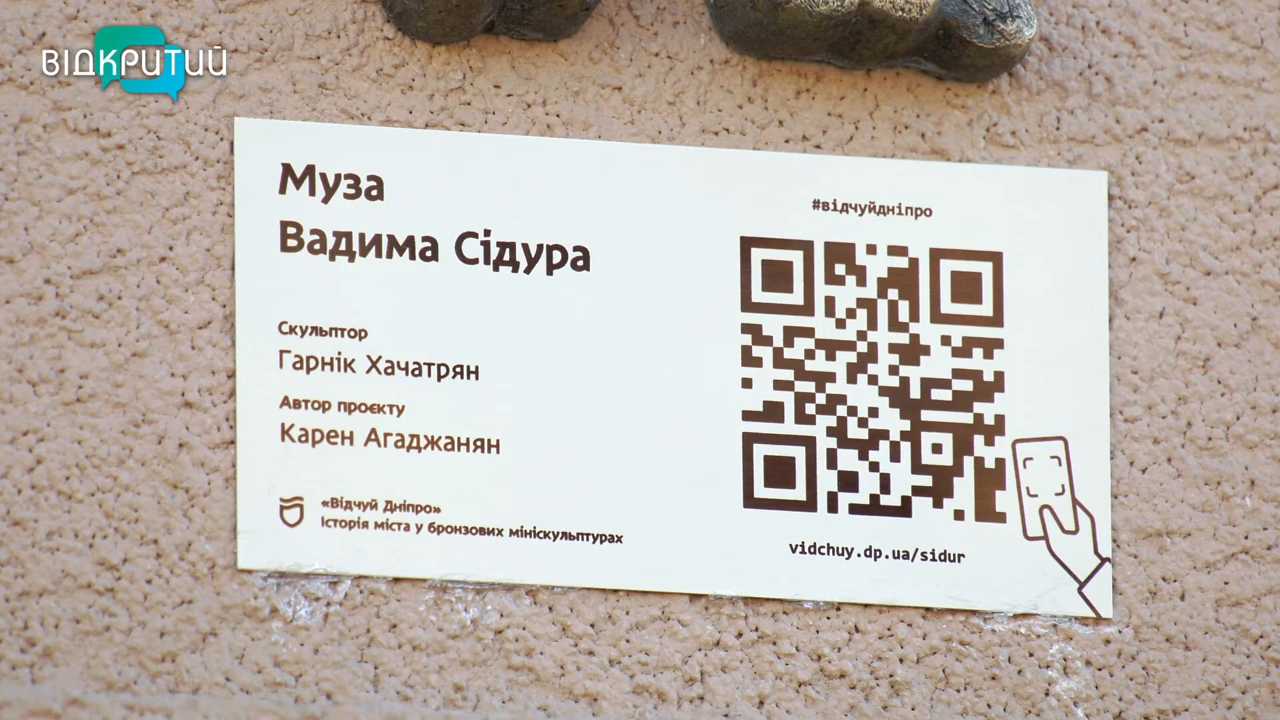 ВІДКРИТИЙ
Муза
Вадима Сідура
Скульптор
Гарнік Хачатрян
Автор проєкту
Карен Агаджанян
«Відчуй Дніпро»
Історія міста у бронзових мініскульптурах
#відчуйдніпро
vidchuy.dp.ua/sidur